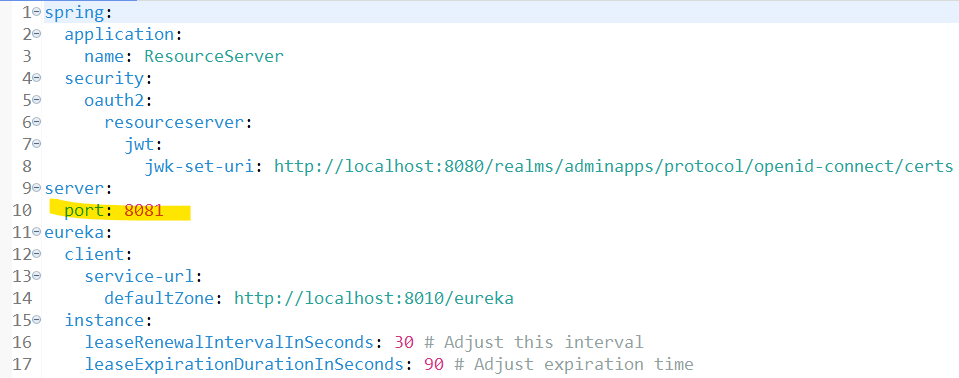 1 spring:
2   application:
3     name: ResourceServer
4   security:
5     oauth2:
6       resourceserver:
7         jwt:
8           jwk-set-uri: http://localhost:8080/realms/adminapps/protocol/openid-connect/certs
9 server:
10   port: 8081
11 eureka:
12   client:
13     service-url:
14       defaultZone: http://localhost:8010/eureka
15   instance:
16     leaseRenewalIntervalInSeconds: 30 # Adjust this interval
17     leaseExpirationDurationInSeconds: 90 # Adjust expiration time